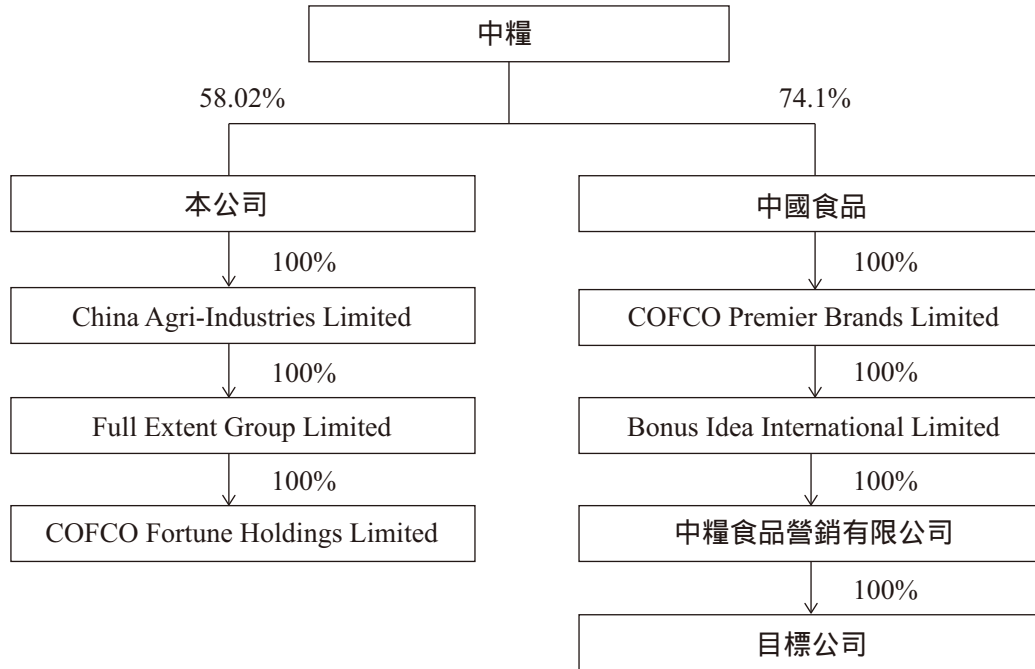 中糧
58.02%
74.1%
本公司
中國食品
100%
100%
China Agri-Industries Limited
COFCO Premier Brands Limited
100%
100%
Full Extent Group Limited
Bonus Idea International Limited
100%
100%
COFCO Fortune Holdings Limited
中糧食品營銷有限公司
100%
目標公司